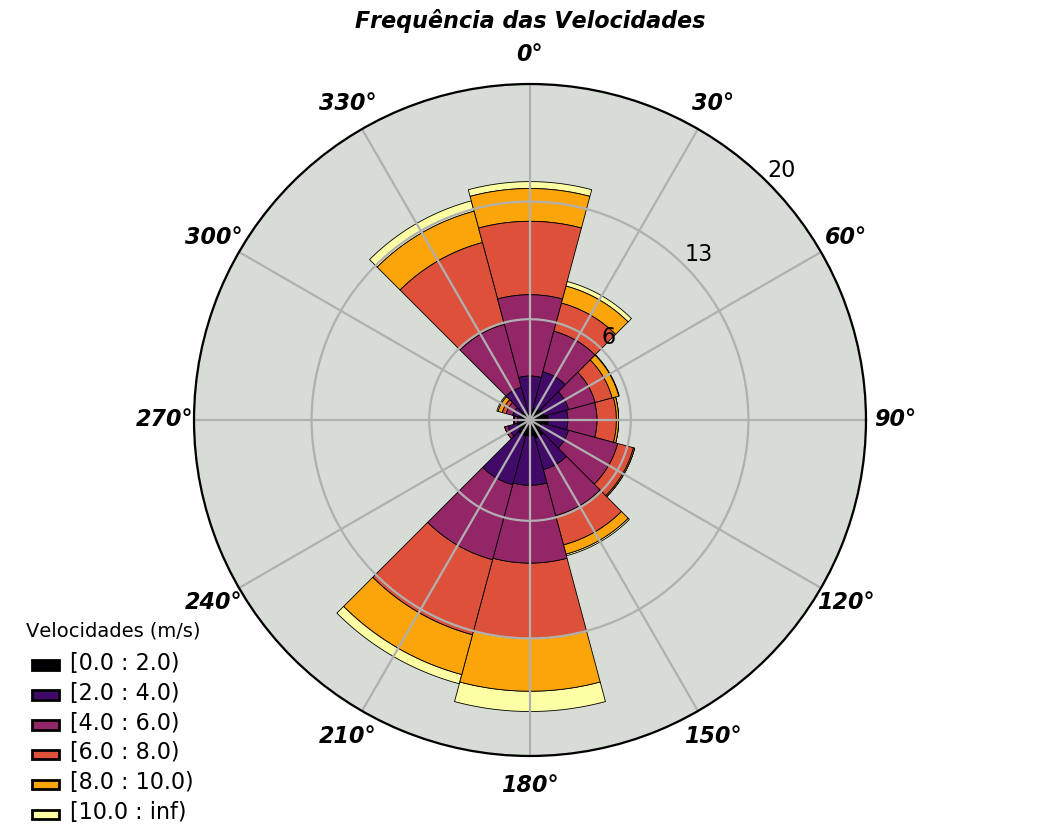 Frequência das Velocidades
0°
330°
30°
20
300°
60°
13
6
270°
90°
240°
120°
210°
150°
180°
Velocidades (m/s)
[0.0 : 2.0)
[2.0 : 4.0)
[4.0 : 6.0)
[6.0 : 8.0)
[8.0 : 10.0)
[10.0 : inf)